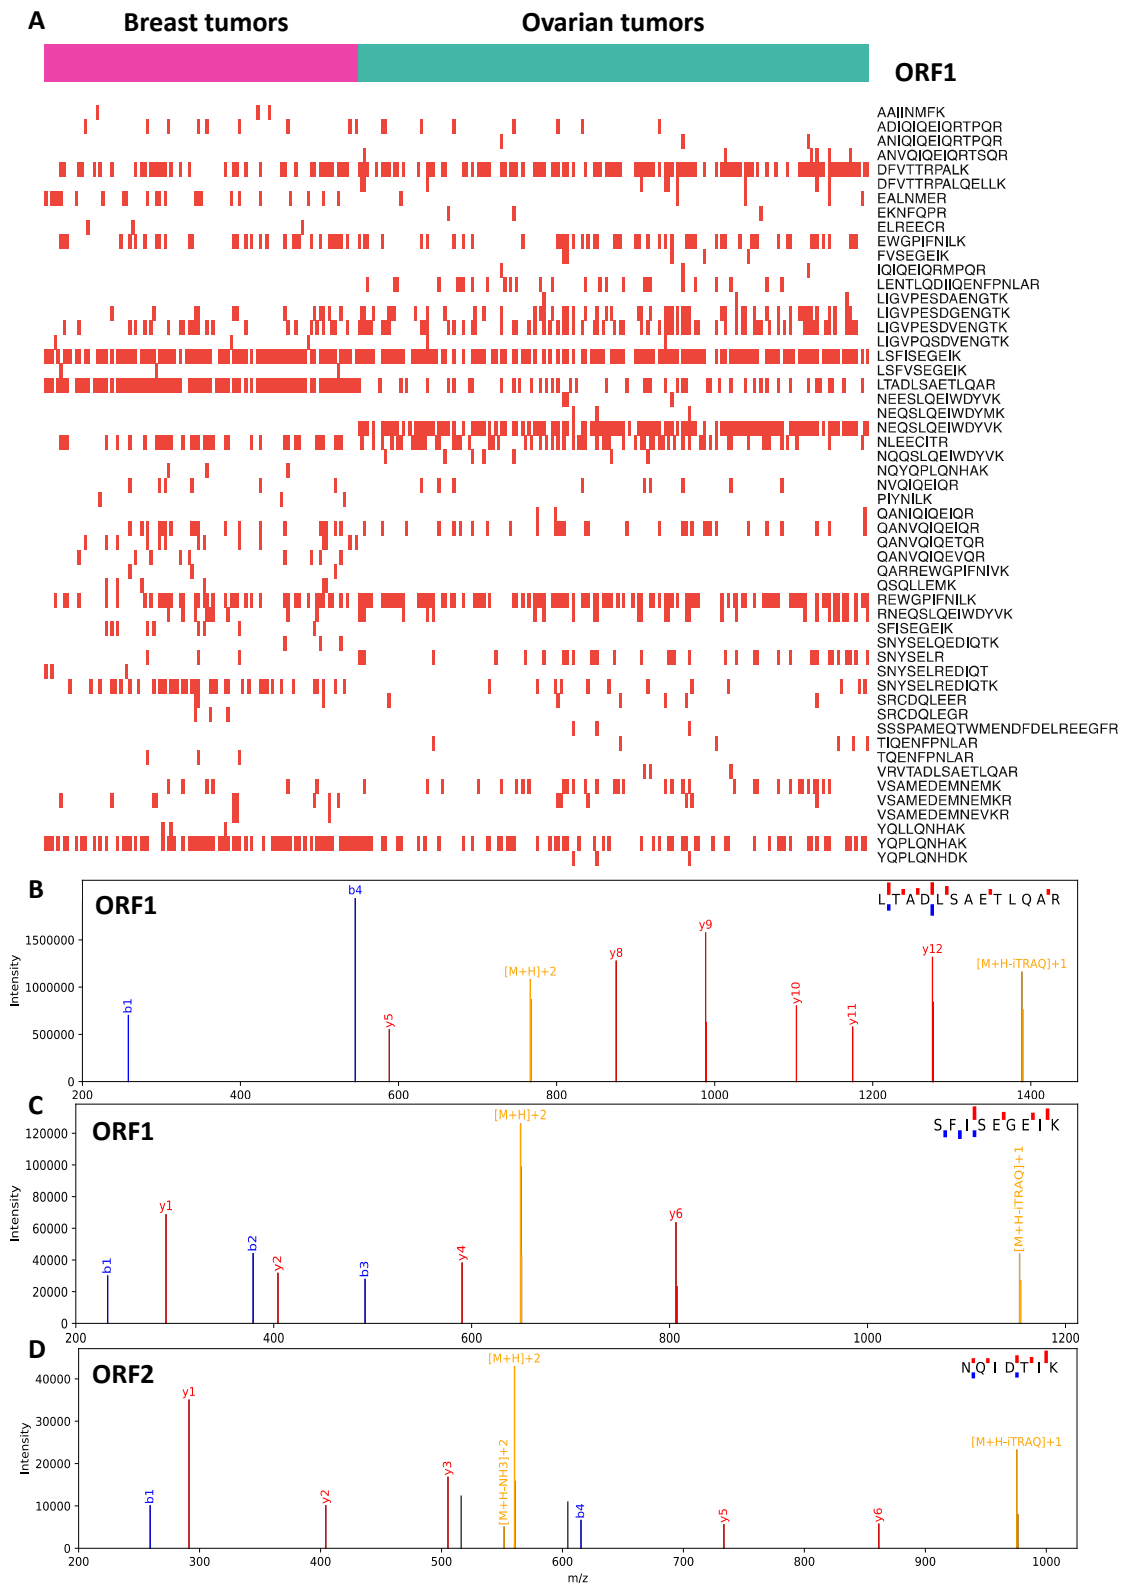 A
Breast tumors
Ovarian tumors
ORF1
AAIINMFK
ADIQIQEIQRTPQR
ANIQIQEIQRTPQR
ANVQIQEIQRTSQR
DFVTTRPALK
DFVTTRPALQELLK
EALNMER
EKNFQPR
ELREECR
EWGPIFNILK
FVSEGEIK
IQIQEIQRMPQR
LENTLQDIIQENFPNLAR
LIGVPESDAENGTK
LIGVPESDGENGTK
LIGVPESDVENGTK
LIGVPQSDVENGTK
LSFISEGEIK
LSFVSEGEIK
LTADLSAETLQAR
NEESLQEIWDYVK
NEQSLQEIWDYMK
NEQSLQEIWDYVK
NLEECITR
NQQSLQEIWDYVK
NQYQPLQNHAK
NVQIQEIQR
PIYNILK
QANIQIQEIQR
QANVQIQEIQR
QANVQIQETQR
QANVQIQEVQR
QARREWGPIFNIVK
QSQLLEMK
REWGPIFNILK
RNEQSLQEIWDYVK
SFISEGEIK
SNYSELQEDIQTK
SNYSELR
SNYSELREDIQT
SNYSELREDIQTK
SRCDQLEER
SRCDQLEGR
SSSPAMEQTWMENDFDELREEGFR
TIQENFPNLAR
TQENFPNLAR
VRVTADLSAETLQAR
VSAMEDEMNEMK
VSAMEDEMNEMKR
VSAMEDEMNEVKR
YQLLQNHAK
YQPLQNHAK
YQPLQNHDK
B
ORF1
L T A D L S A E T L Q A R
b4
y9
y12
[M+H-iTRAQ]+1
y8
[M+H]+2
b1
y5
y10
y11
Intensity
1500000
1000000
500000
0
200 400 600 800 1000 1200 1400
C
ORF1
S F I S E G E I K
[M+H]+2
y1
y6
b1
b2
y2
b3
y4
[M+H-iTRAQ]+1
Intensity
120000
100000
80000
60000
40000
20000
0
200 400 600 800 1000 1200
D
ORF2
N Q I D T I K
[M+H]+2
y1
[M+H-iTRAQ]+1
b1
y2
y3
[M+H-NH3]+2
b4
y5
y6
Intensity
40000
30000
20000
10000
0
200 300 400 500 600 700 800 900 1000
m/z